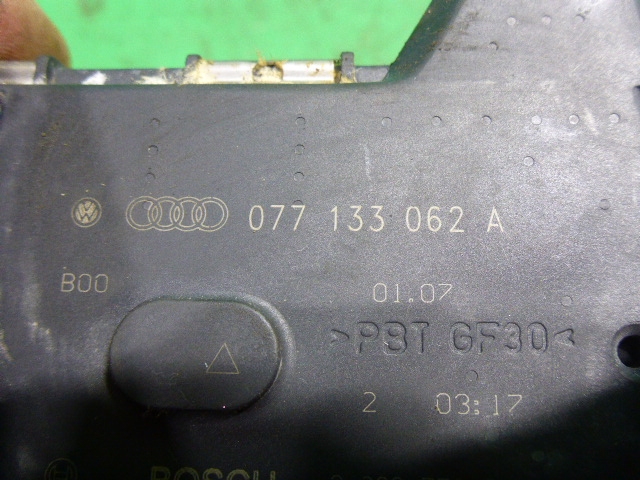 077 133 062 A
B00
01.07
>PBT GF30<
2 03:17
BOSCH